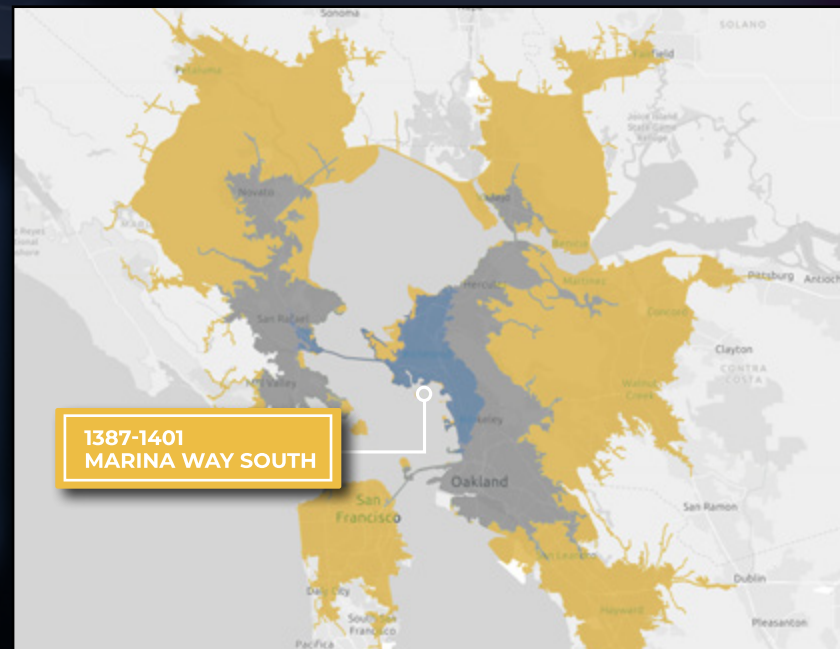 Sonoma
SOLANO
Fairfield
Petaluma
Novato
Vallejo
Benicia
Martinez
Pittsburg
Antioch
Hercules
Concord
San Rafael
Clayton
CONTRA
COSTA
Mill Valley
Walnut
Creek
1387-1401
MARINA WAY SOUTH
Berkeley
Oakland
San
Francisco
San Ramon
San Leandro
Dublin
Daly City
Hayward
South San
Francisco
Pleasanton
Pacifica